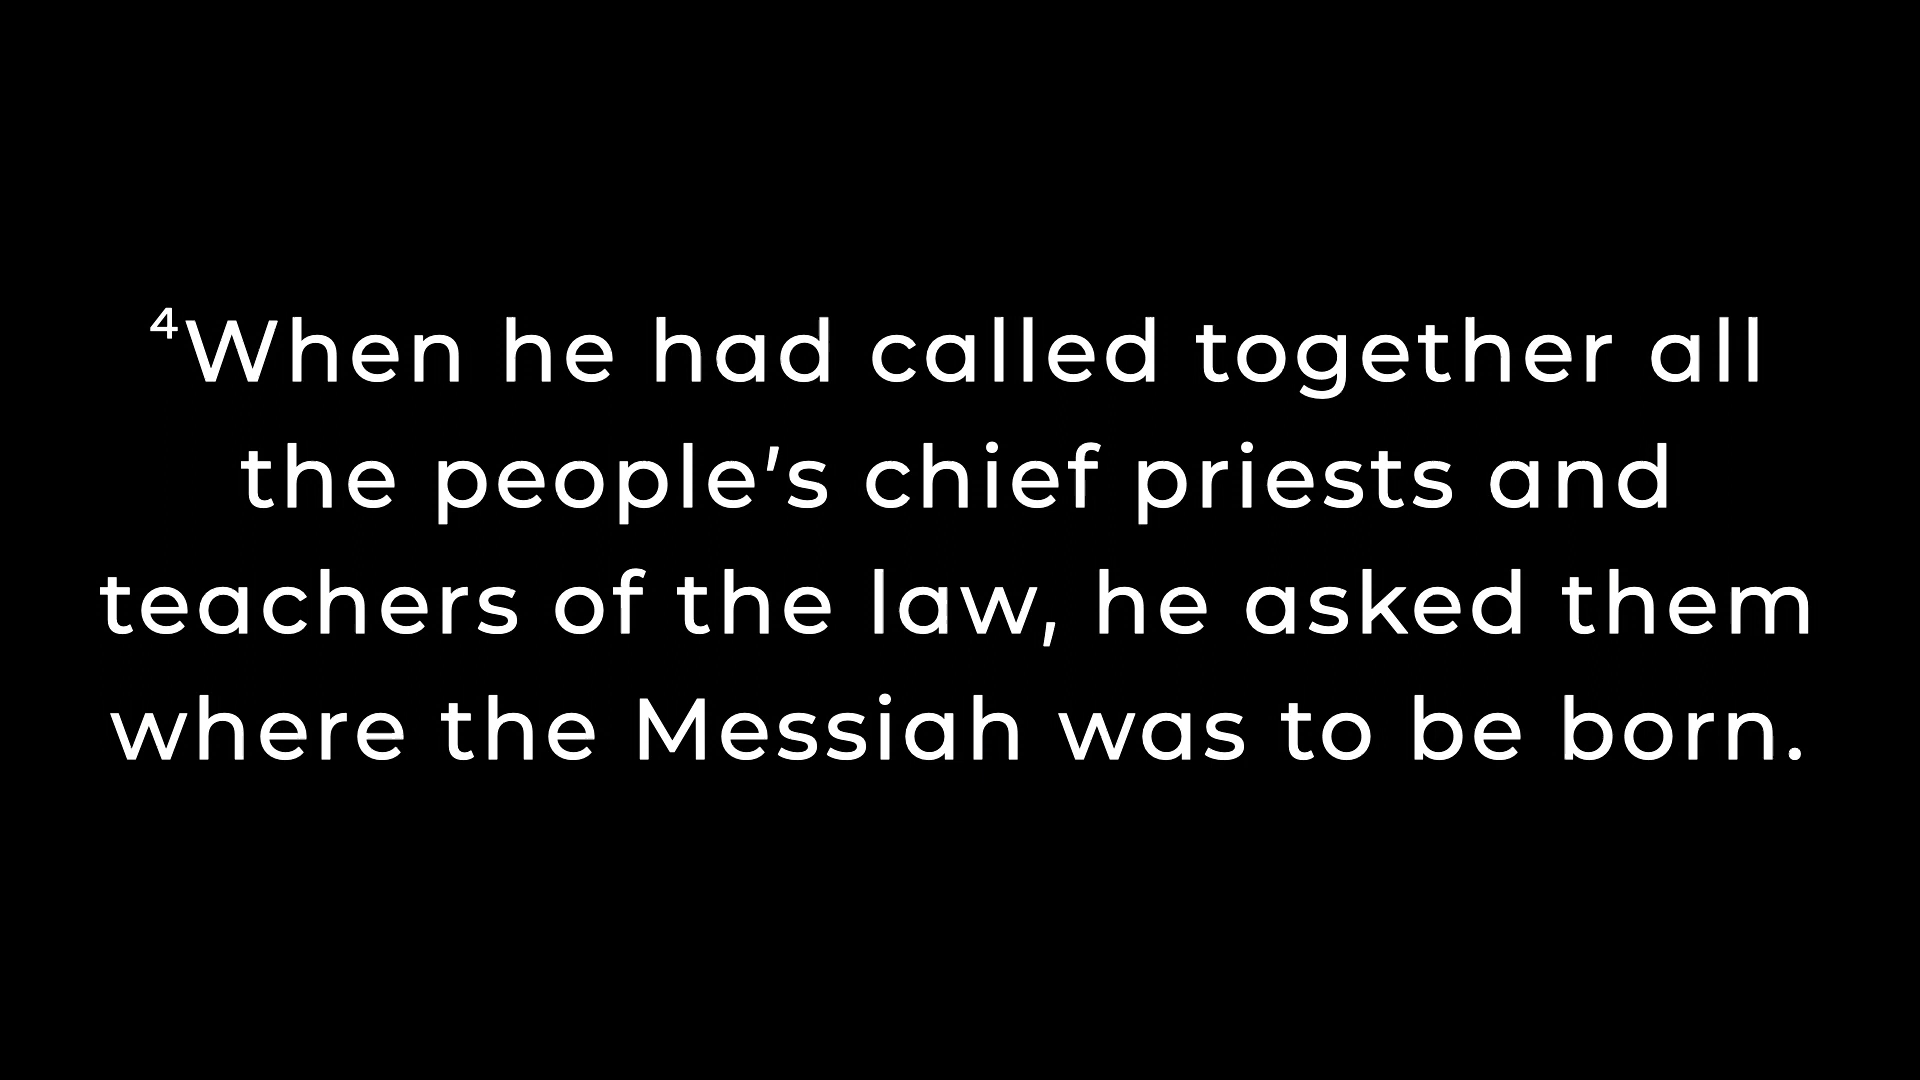 ⁴When he had called together all
the people’s chief priests and
teachers of the law, he asked them
where the Messiah was to be born.